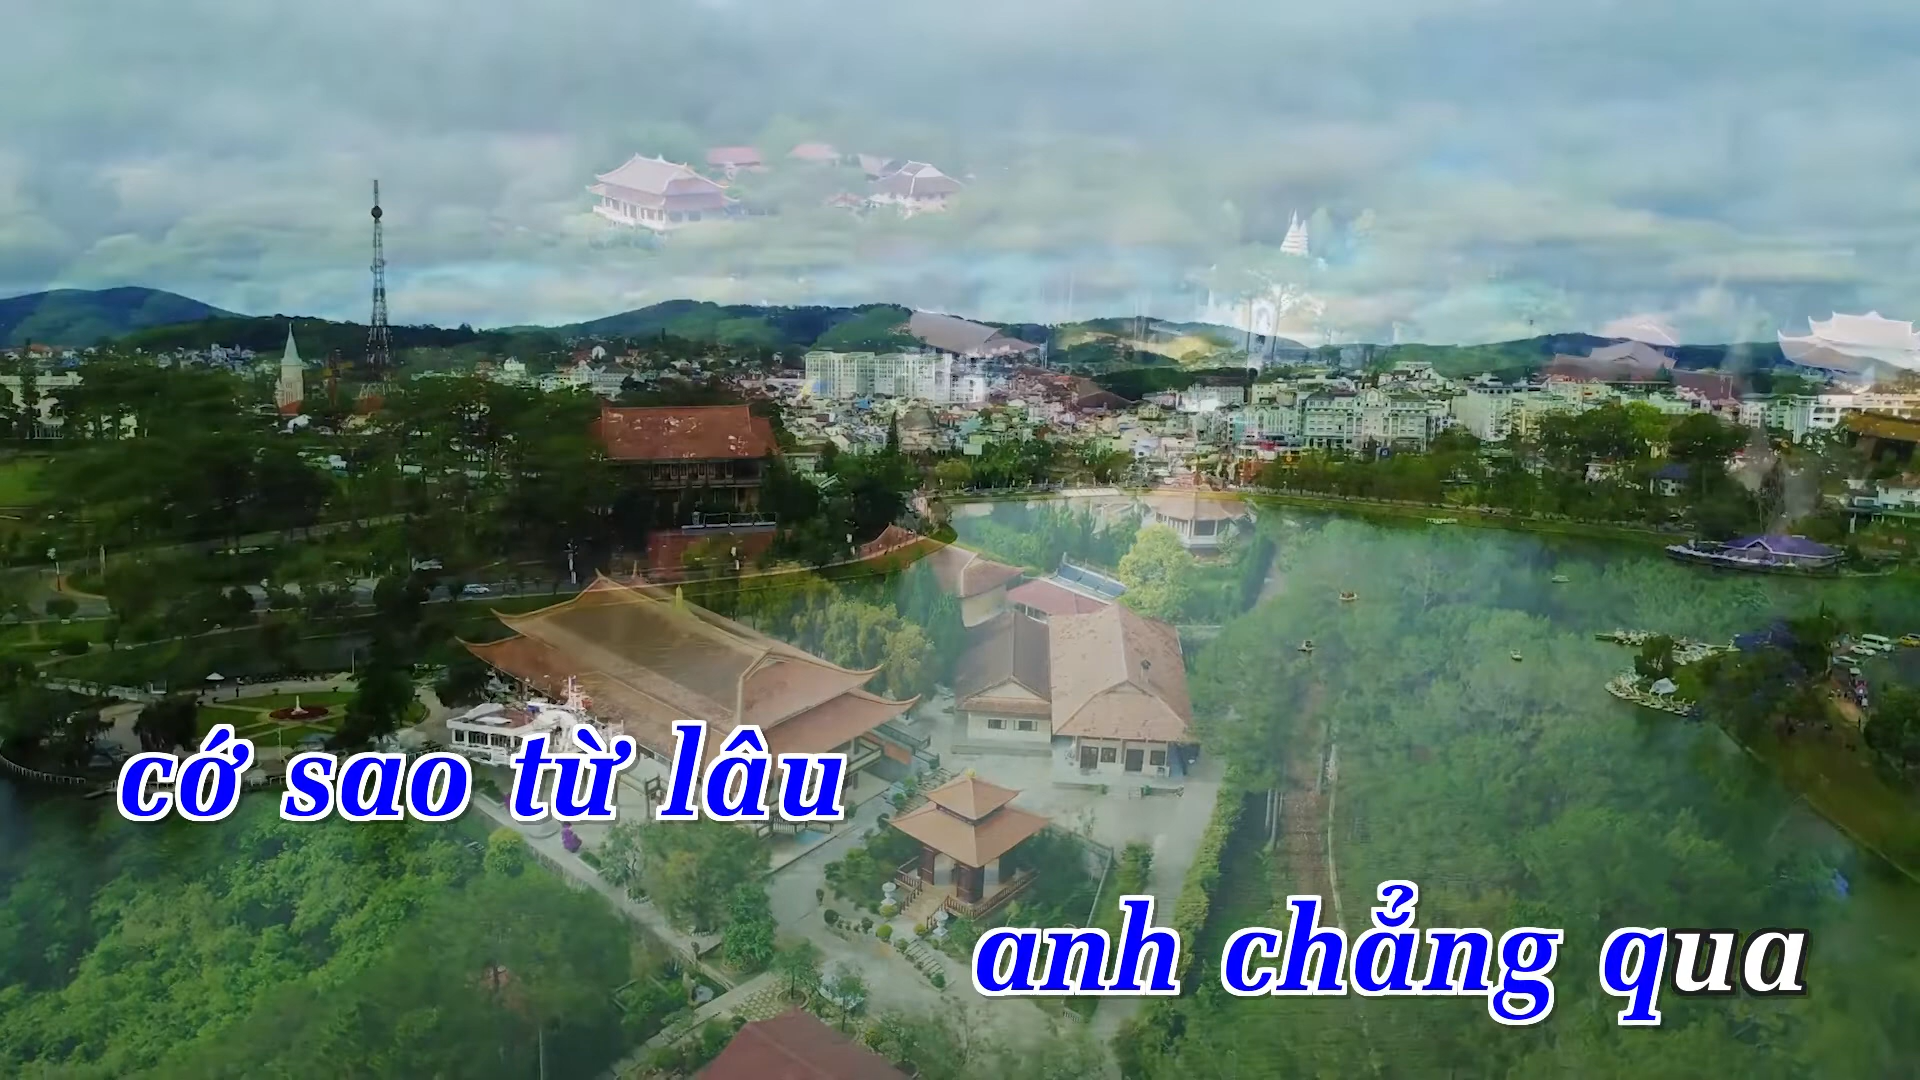 cớ sao từ lâu
anh chẳng qua